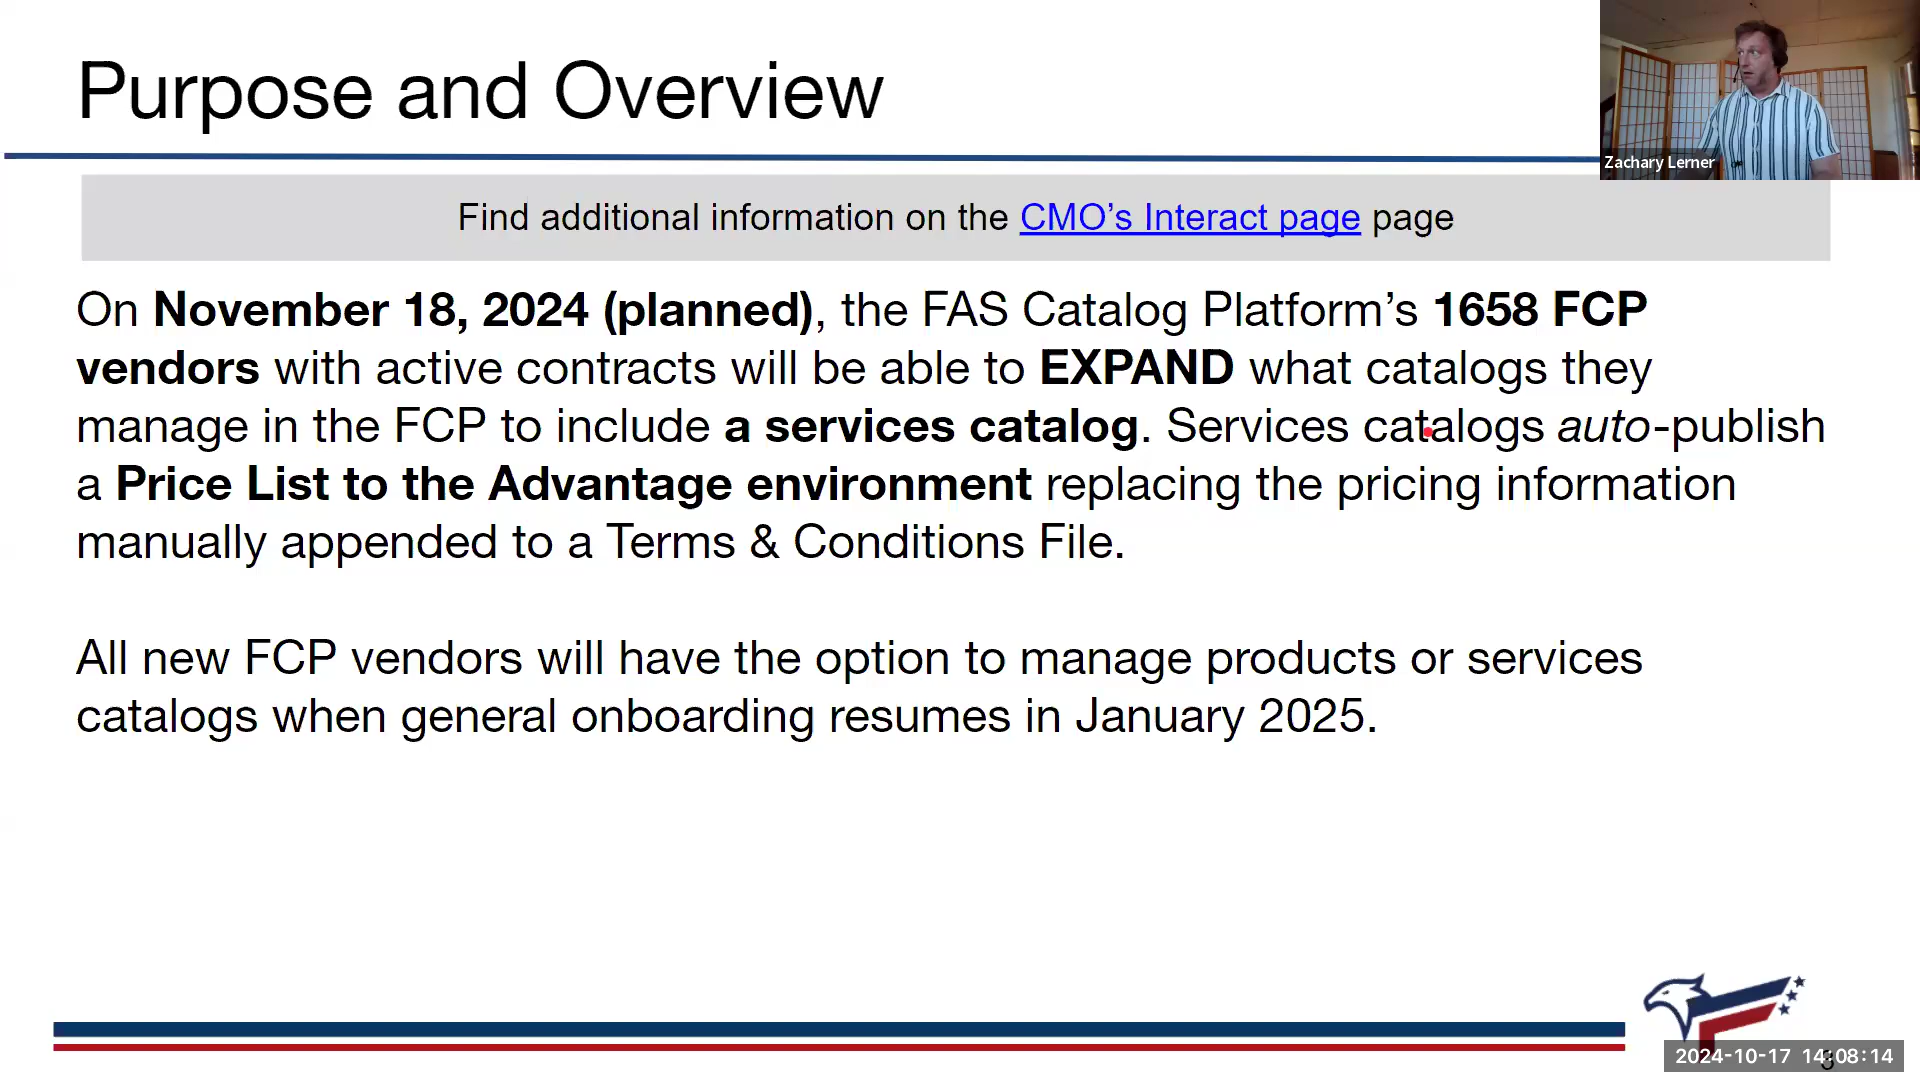 Purpose and Overview
Zachary Lerner
Find additional information on the CMO’s Interact page page
On November 18, 2024 (planned), the FAS Catalog Platform’s 1658 FCP
vendors with active contracts will be able to EXPAND what catalogs they
manage in the FCP to include a services catalog. Services catalogs auto-publish
a Price List to the Advantage environment replacing the pricing information
manually appended to a Terms & Conditions File.
All new FCP vendors will have the option to manage products or services
catalogs when general onboarding resumes in January 2025.
2024-10-17 14:08:14
3